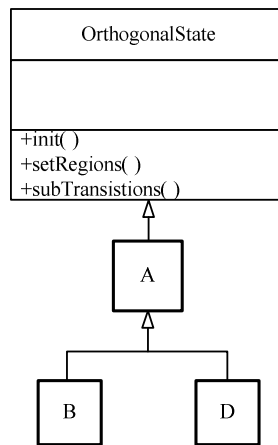 OrthogonalState
+init( )
+setRegions( )
+subTransistions( )
A
B D